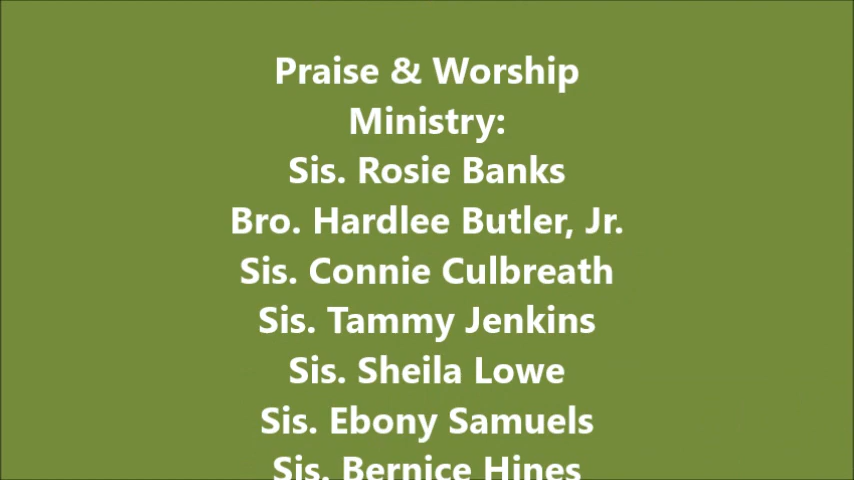 Praise & Worship
Ministry:
Sis. Rosie Banks
Bro. Hardlee Butler, Jr.
Sis. Connie Culbreath
Sis. Tammy Jenkins
Sis. Sheila Lowe
Sis. Ebony Samuels
Sis. Bernice Hines